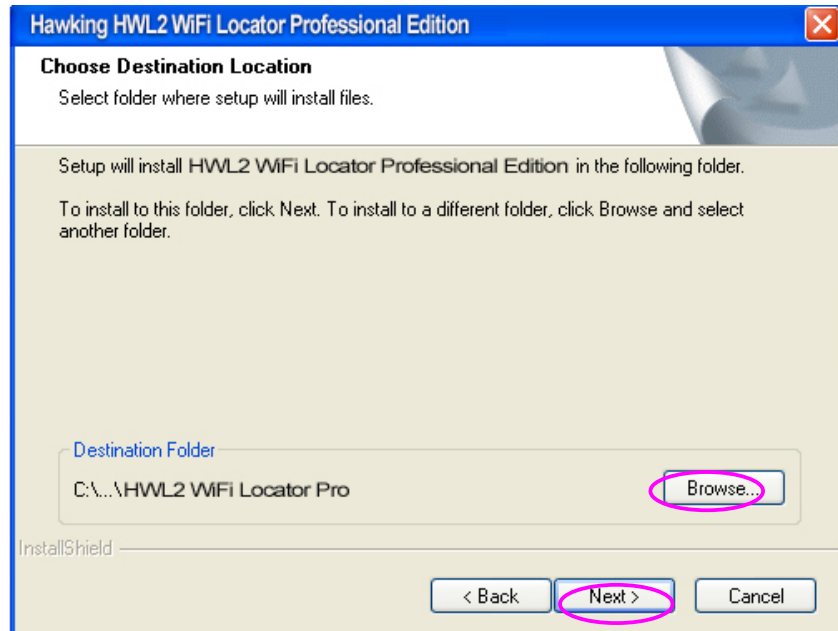 Hawking HWL2 WiFi Locator Professional Edition
Choose Destination Location
Select folder where setup will install files.
Setup will install HWL2 WiFi Locator Professional Edition in the following folder.
To install to this folder, click Next. To install to a different folder, click Browse and select
another folder.
Destination Folder
C:\...\HWL2 WiFi Locator Pro
Browse...
InstallShield
< Back
Next >
Cancel